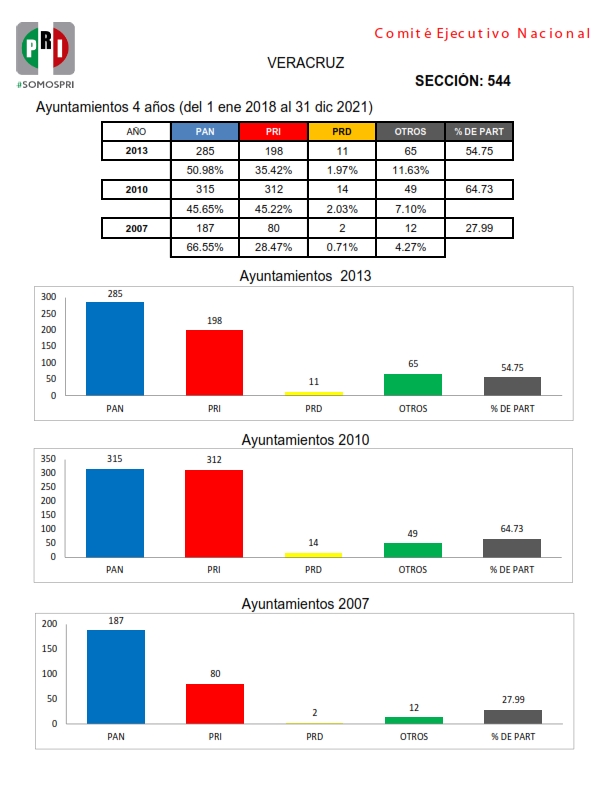 Comité Ejecutivo Nacional
PRI
#SOMOSPRI
VERACRUZ
SECCIÓN: 544
Ayuntamientos 4 años (del 1 ene 2018 al 31 dic 2021)
AÑO PAN PRI PRD OTROS % DE PART
2013 285 198 11 65 54.75
50.98% 35.42% 1.97% 11.63%
2010 315 312 14 49 64.73
45.65% 45.22% 2.03% 7.10%
2007 187 80 2 12 27.99
66.55% 28.47% 0.71% 4.27%
Ayuntamientos 2013
300
250
200
150
100
50
0
285 198 11 65 54.75
PAN PRI PRD OTROS % DE PART
Ayuntamientos 2010
350
300
250
200
150
100
50
0
315 312 14 49 64.73
PAN PRI PRD OTROS % DE PART
Ayuntamientos 2007
200
150
100
50
0
187 80 2 12 27.99
PAN PRI PRD OTROS % DE PART